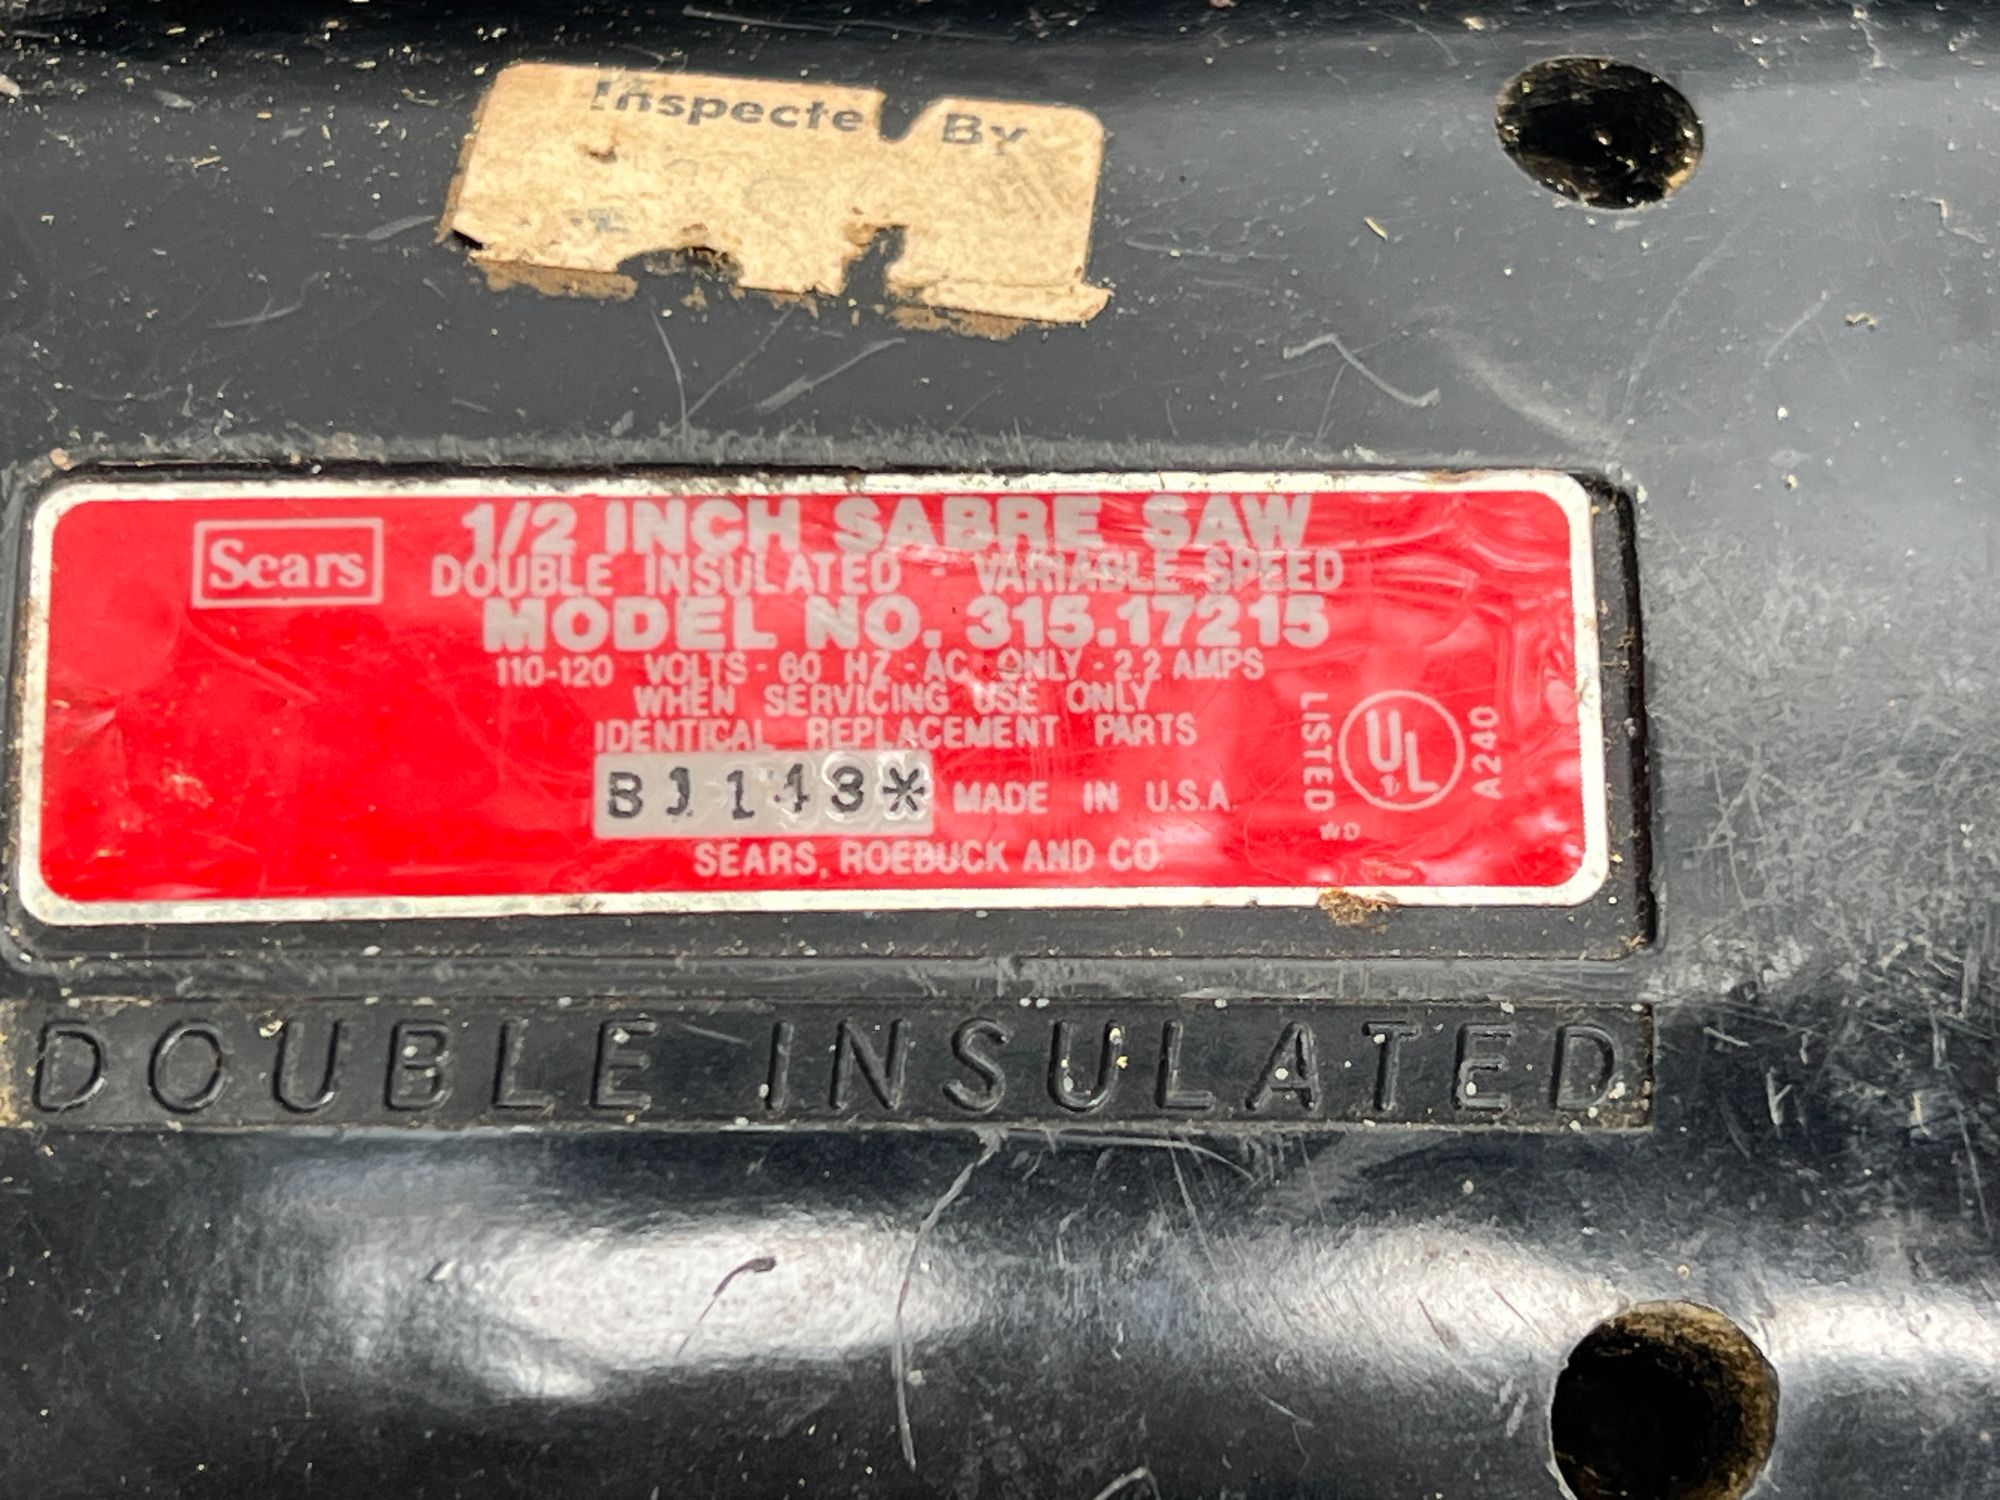 Inspecte By
Sears
1/2 INCH SABRE SAW
DOUBLE INSULATED - VARIABLE SPEED
MODEL NO. 315.17215
110-120 VOLTS - 60 HZ - AC ONLY - 2.2 AMPS
WHEN SERVICING USE ONLY
IDENTICAL REPLACEMENT PARTS
B1143* MADE IN U.S.A.
SEARS, ROEBUCK AND CO.
LISTED
UL
A240
WD
DOUBLE INSULATED